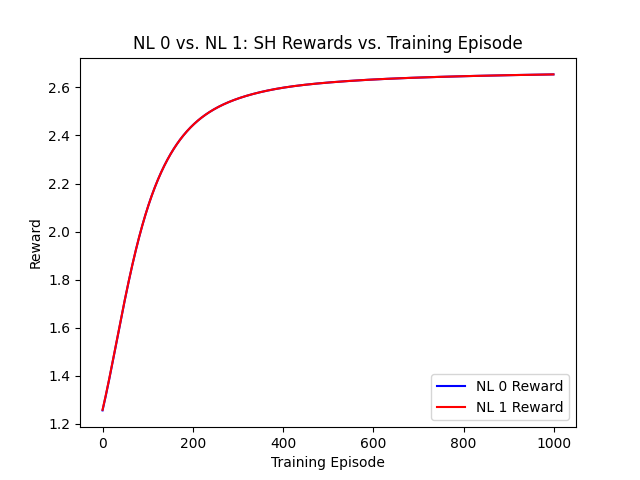 NL 0 vs. NL 1: SH Rewards vs. Training Episode
Reward
2.6
2.4
2.2
2.0
1.8
1.6
1.4
1.2
0 200 400 600 800 1000
Training Episode
NL 0 Reward
NL 1 Reward